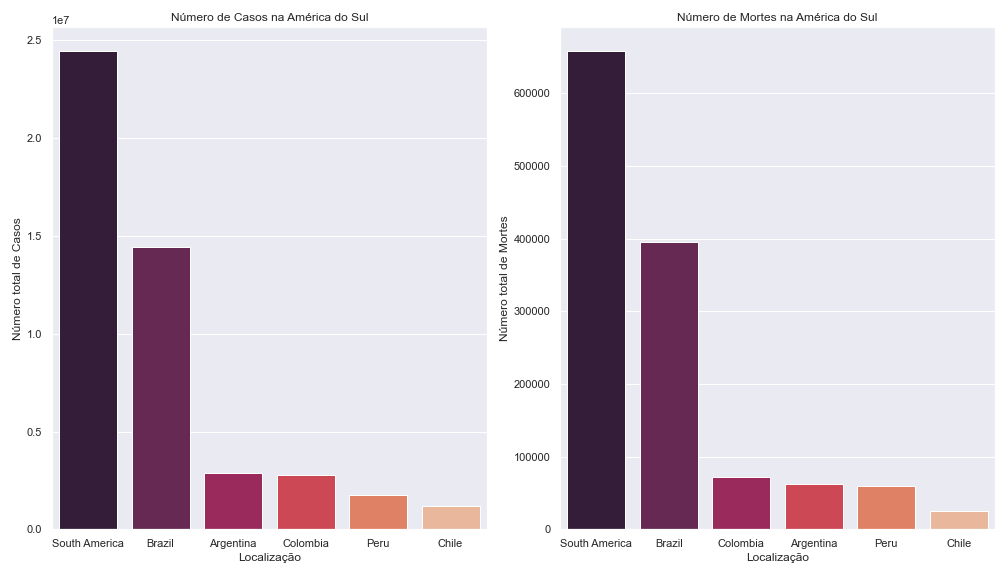 Número de Casos na América do Sul
1e7
2.5
2.0
1.5
1.0
0.5
0.0
Número total de Casos
South America Brazil Argentina Colombia Peru Chile
Localização
Número de Mortes na América do Sul
600000
500000
400000
300000
200000
100000
0
Número total de Mortes
South America Brazil Colombia Argentina Peru Chile
Localização